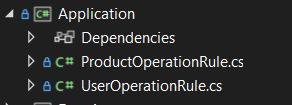 Application
Dependencies
C# ProductOperationRule.cs
C# UserOperationRule.cs